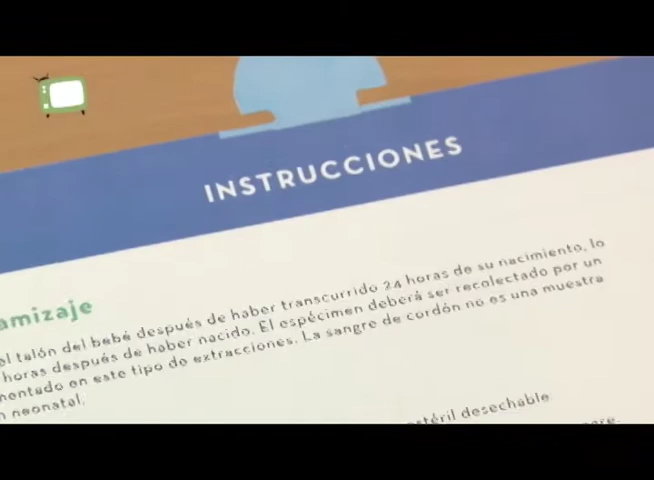 INSTRUCCIONES
amizaje
el talón del bebé después de haber transcurrido 24 horas de su nacimiento, lo
horas después de haber nacido. El espécimen deberá ser recolectado por un
mentado en este tipo de extracciones. La sangre de cordón no es una muestra
n neonatal.
estéril desechable